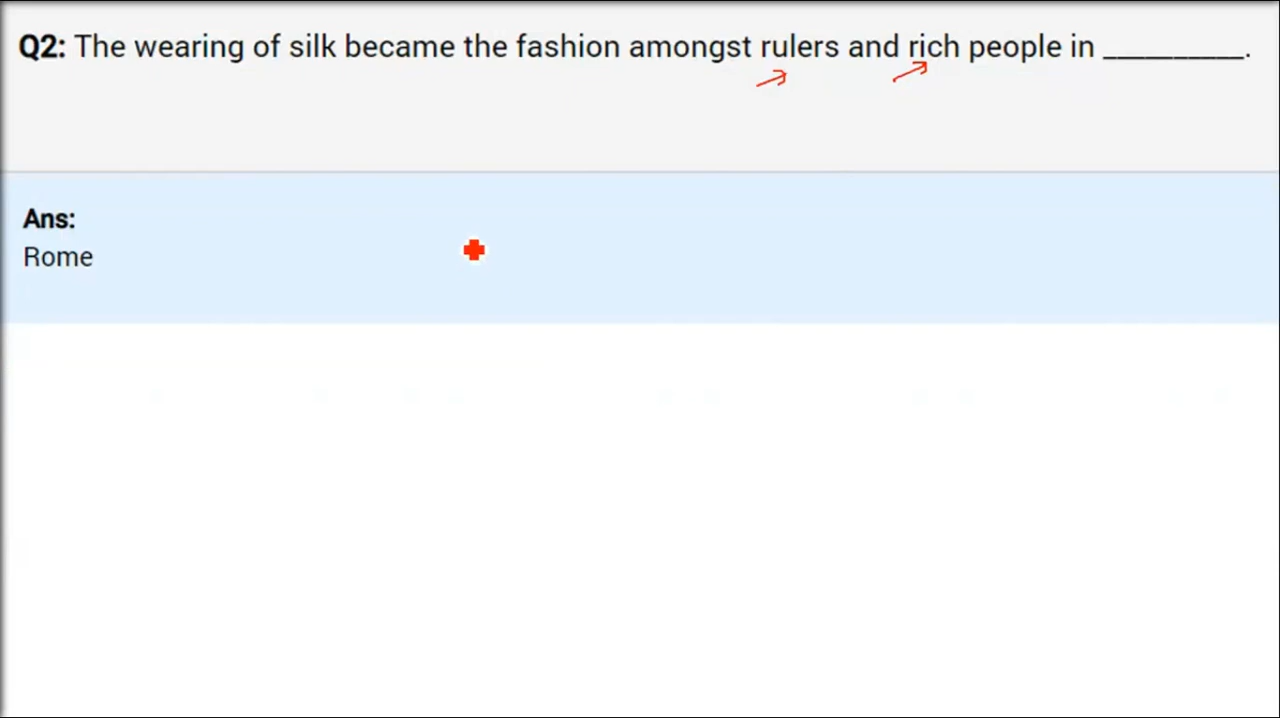 Q2: The wearing of silk became the fashion amongst rulers and rich people in _________.
Ans:
Rome